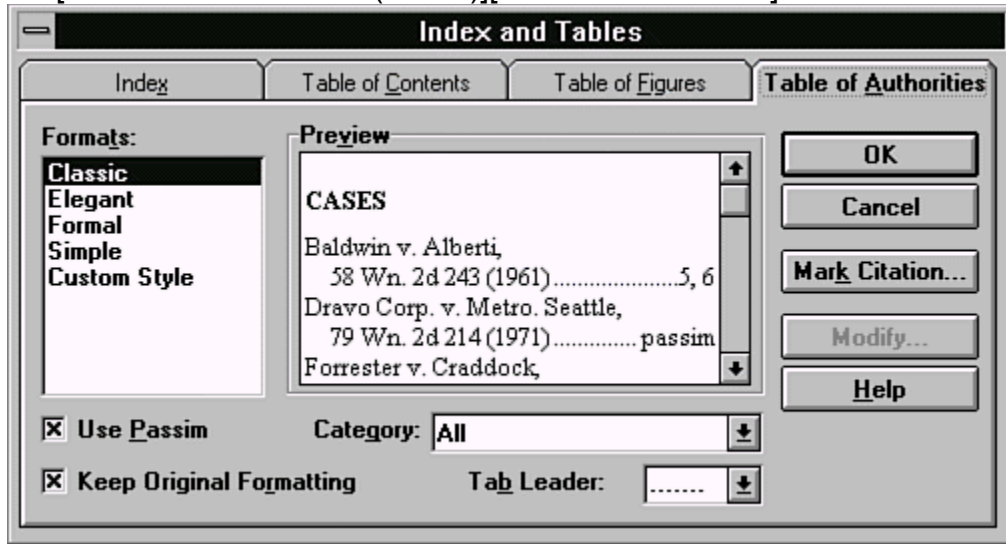 Index and Tables
Index
Table of Contents
Table of Figures
Table of Authorities
Formats:
Classic
Elegant
Formal
Simple
Custom Style
Preview
CASES
Baldwin v. Alberti,
58 Wn. 2d 243 (1961).....................5, 6
Dravo Corp. v. Metro. Seattle,
79 Wn. 2d 214 (1971)..............passim
Forrester v. Craddock,
OK
Cancel
Mark Citation...
Modify...
Help
Use Passim
Category: All
Keep Original Formatting
Tab Leader: .......